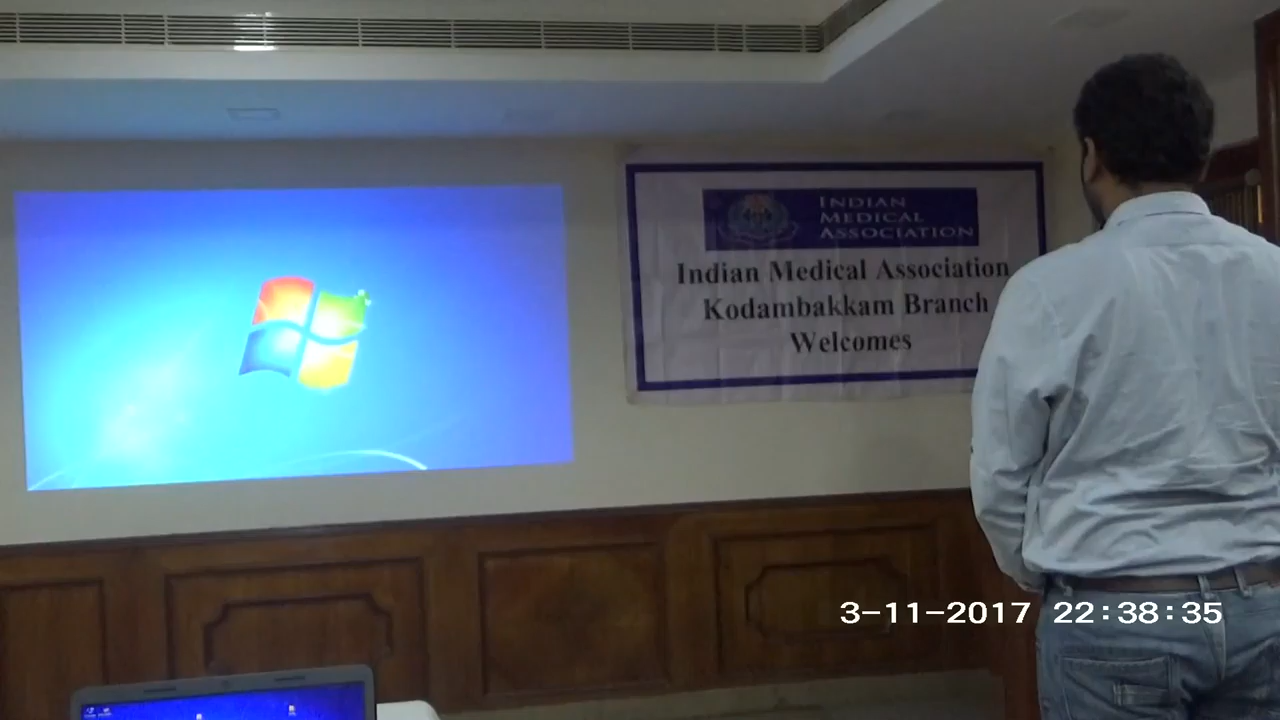 INDIAN
MEDICAL
ASSOCIATION
Indian Medical Association
Kodambakkam Branch
Welcomes
3-11-2017 22:38:35